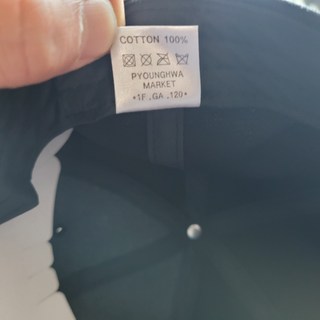 COTTON 100%
PYOUNGHWA
MARKET
•1F.GA.120•